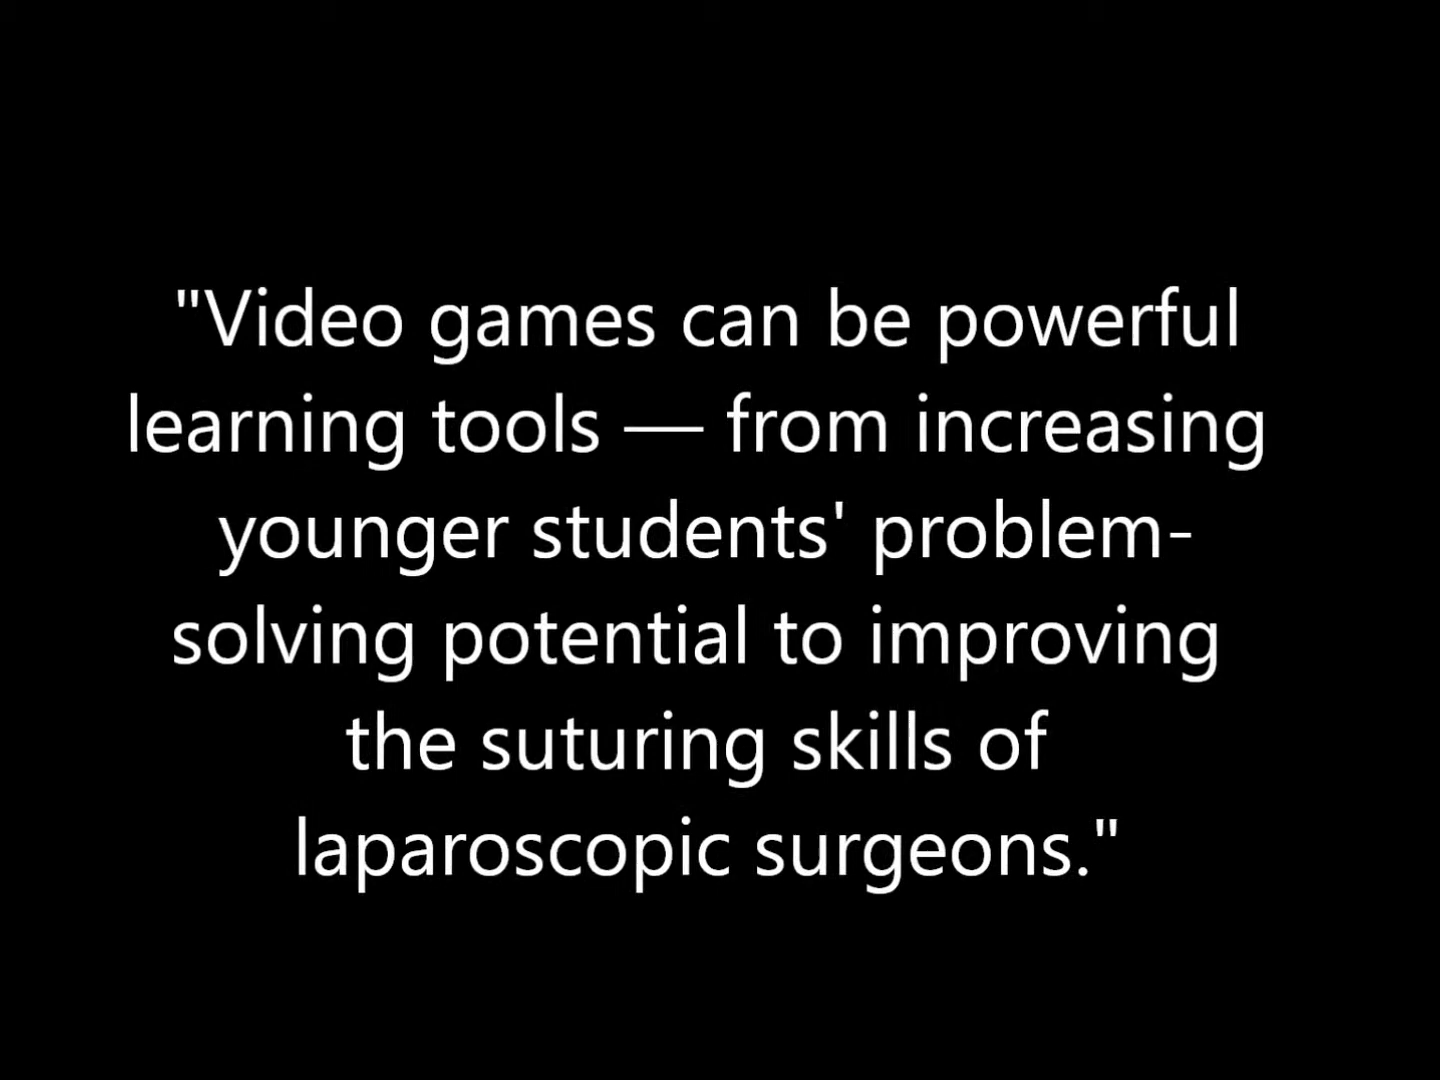 "Video games can be powerful
learning tools — from increasing
younger students' problem-
solving potential to improving
the suturing skills of
laparoscopic surgeons."